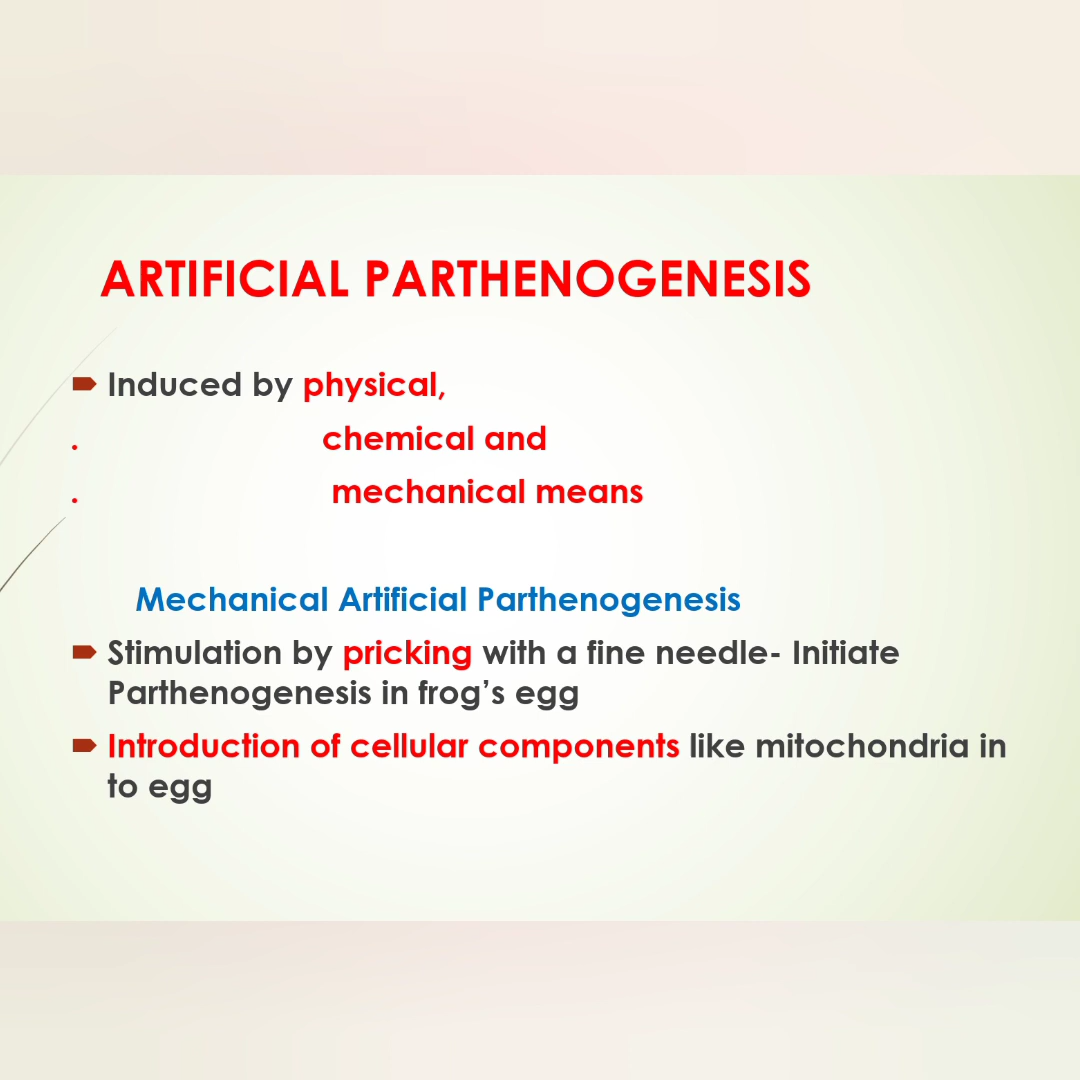 ARTIFICIAL PARTHENOGENESIS
Induced by physical,
. chemical and
. mechanical means
Mechanical Artificial Parthenogenesis
Stimulation by pricking with a fine needle- Initiate
Parthenogenesis in frog’s egg
Introduction of cellular components like mitochondria in
to egg